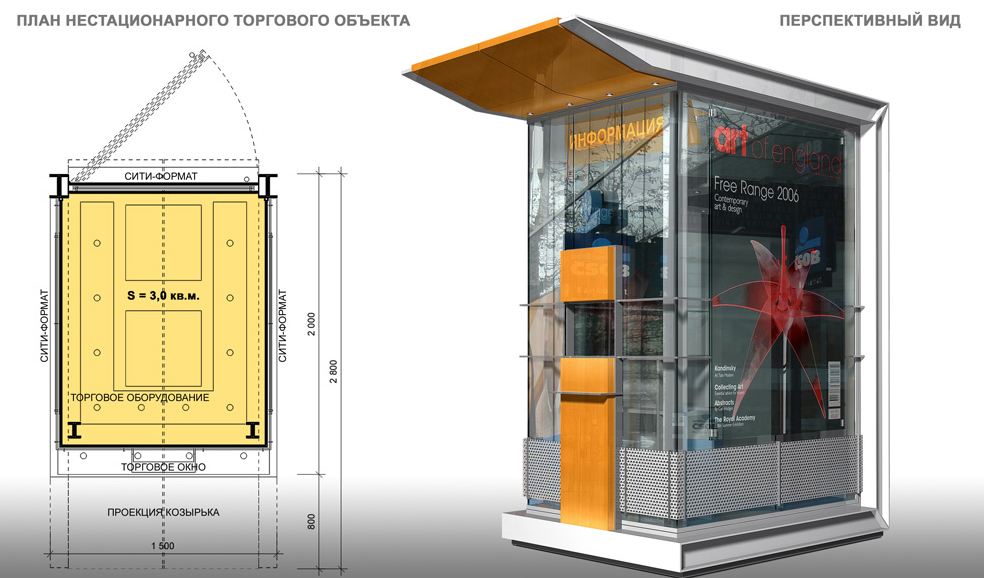 ПЛАН НЕСТАЦИОНАРНОГО ТОРГОВОГО ОБЪЕКТА
ПЕРСПЕКТИВНЫЙ ВИД
СИТИ-ФОРМАТ
S = 3,0 кв.м.
СИТИ-ФОРМАТ
СИТИ-ФОРМАТ
ТОРГОВОЕ ОБОРУДОВАНИЕ
ТОРГОВОЕ ОКНО
ПРОЕКЦИЯ КОЗЫРЬКА
1 500
2 000
2 800
800
ИНФОРМАЦИЯ
art of england
Free Range 2006
Contemporary
art & design
ČSOB
ČSOB
Kandinsky
Collecting Art
Abstracts
The Royal Academy